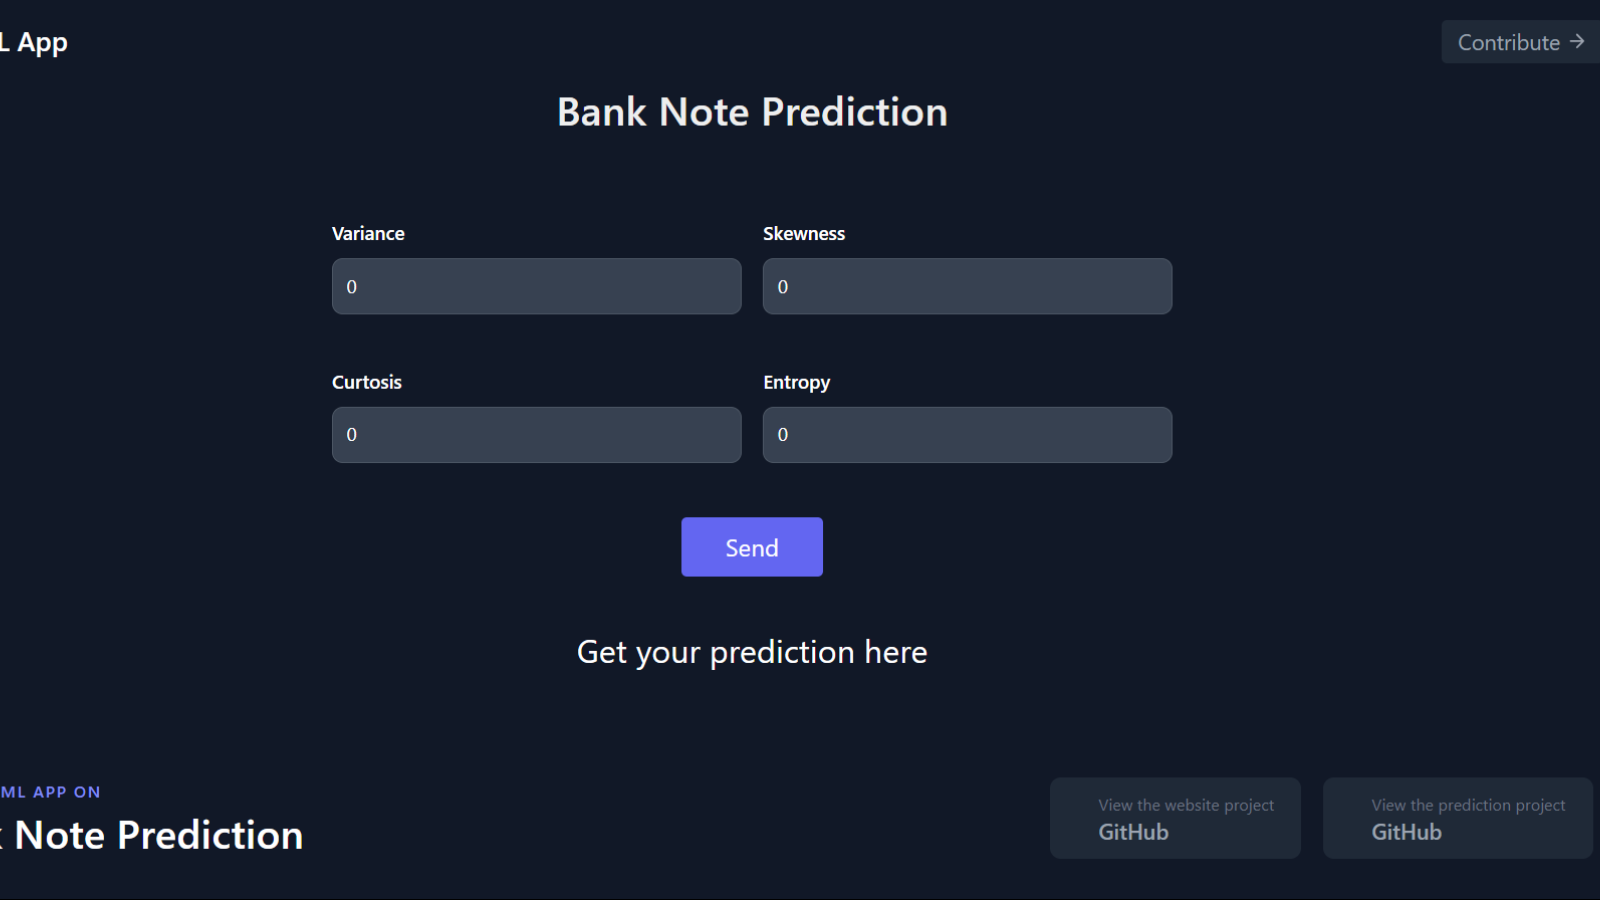 L App
Contribute →
Bank Note Prediction
Variance
Skewness
0
0
Curtosis
Entropy
0
0
Send
Get your prediction here
ML APP ON
Note Prediction
View the website project
GitHub
View the prediction project
GitHub